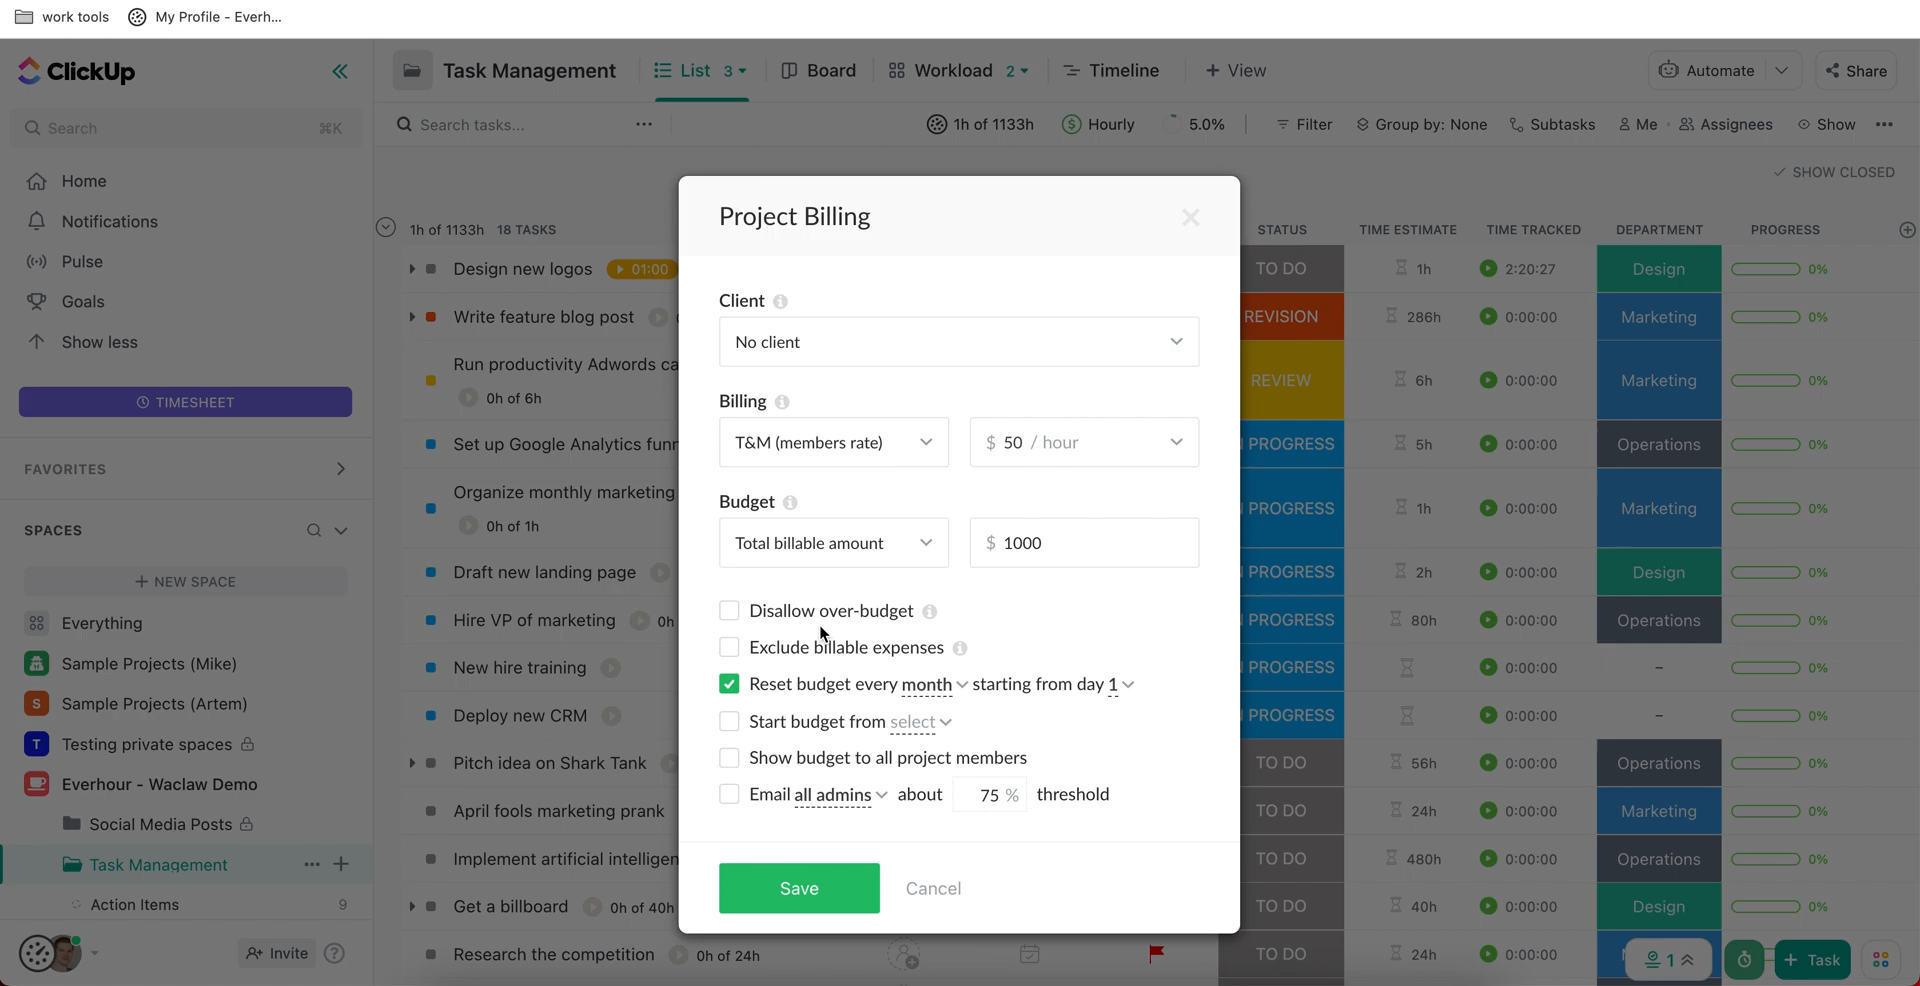 work tools My Profile - Everh...
ClickUp
Search ⌘K
Home
Notifications
Pulse
Goals
Show less
TIMESHEET
FAVORITES
SPACES
+ NEW SPACE
Everything
Sample Projects (Mike)
S Sample Projects (Artem)
T Testing private spaces
Everhour - Waclaw Demo
Social Media Posts
Task Management ... +
Action Items 9
Invite ?
Task Management List 3 Board Workload 2 Timeline + View Automate Share
Search tasks... ... 1h of 1133h $ Hourly 5.0% Filter Group by: None Subtasks Me Assignees Show ...
SHOW CLOSED
1h of 1133h 18 TASKS STATUS TIME ESTIMATE TIME TRACKED DEPARTMENT PROGRESS
Design new logos 01:00 TO DO 1h 2:20:27 Design 0%
Write feature blog post REVISION 286h 0:00:00 Marketing 0%
Run productivity Adwords ca
0h of 6h REVIEW 6h 0:00:00 Marketing 0%
Set up Google Analytics funn PROGRESS 5h 0:00:00 Operations 0%
Organize monthly marketing
0h of 1h PROGRESS 1h 0:00:00 Marketing 0%
Draft new landing page PROGRESS 2h 0:00:00 Design 0%
Hire VP of marketing 0h PROGRESS 80h 0:00:00 Operations 0%
New hire training PROGRESS 0:00:00 – 0%
Deploy new CRM PROGRESS 0:00:00 – 0%
Pitch idea on Shark Tank TO DO 56h 0:00:00 Operations 0%
April fools marketing prank TO DO 24h 0:00:00 Marketing 0%
Implement artificial intelligen TO DO 480h 0:00:00 Operations 0%
Get a billboard 0h of 40h TO DO 40h 0:00:00 Design 0%
Research the competition 0h of 24h TO DO 24h 0:00:00 0%
1 + Task
Project Billing
Client
No client
Billing
T&M (members rate) $ 50 / hour
Budget
Total billable amount $ 1000
Disallow over-budget
Exclude billable expenses
Reset budget every month starting from day 1
Start budget from select
Show budget to all project members
Email all admins about 75 % threshold
Save Cancel